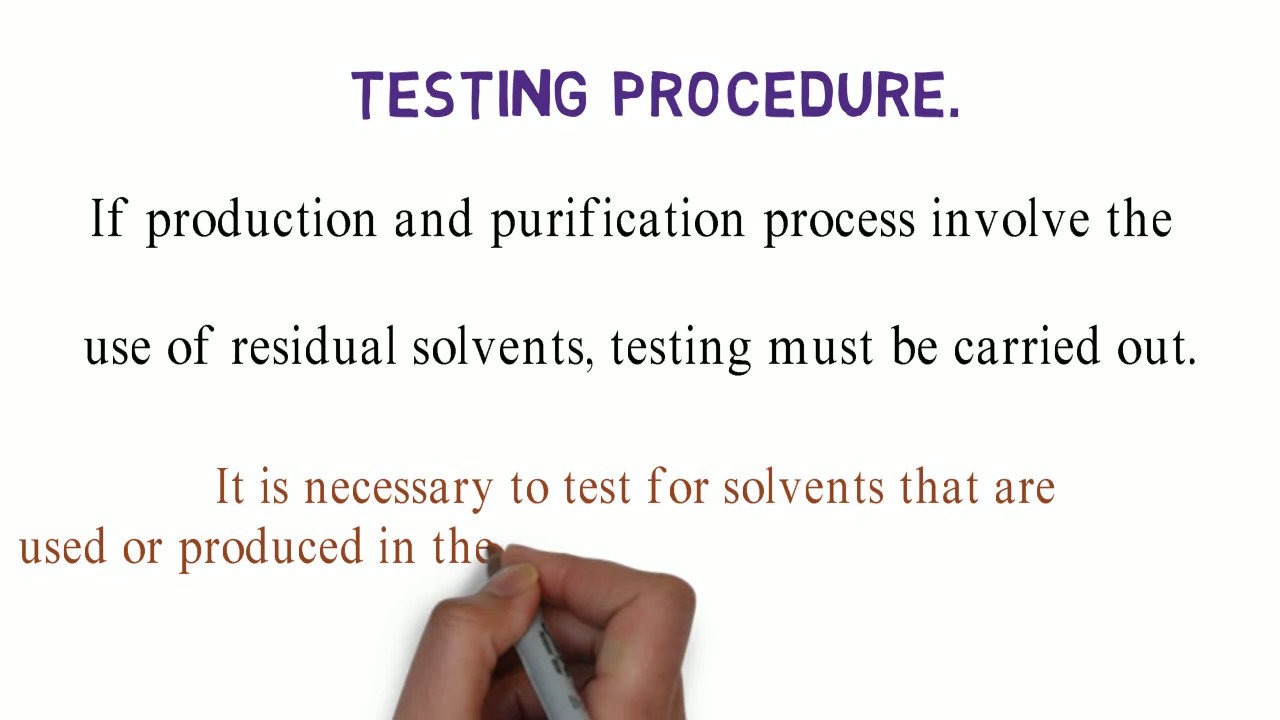 TESTING PROCEDURE.
If production and purification process involve the
use of residual solvents, testing must be carried out.
It is necessary to test for solvents that are
used or produced in the